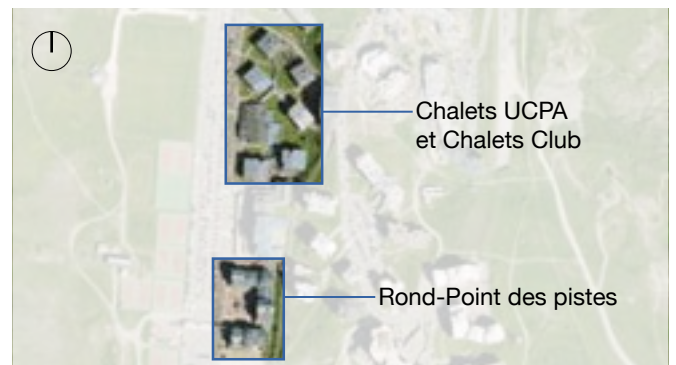 Chalets UCPA
et Chalets Club
Rond-Point des pistes